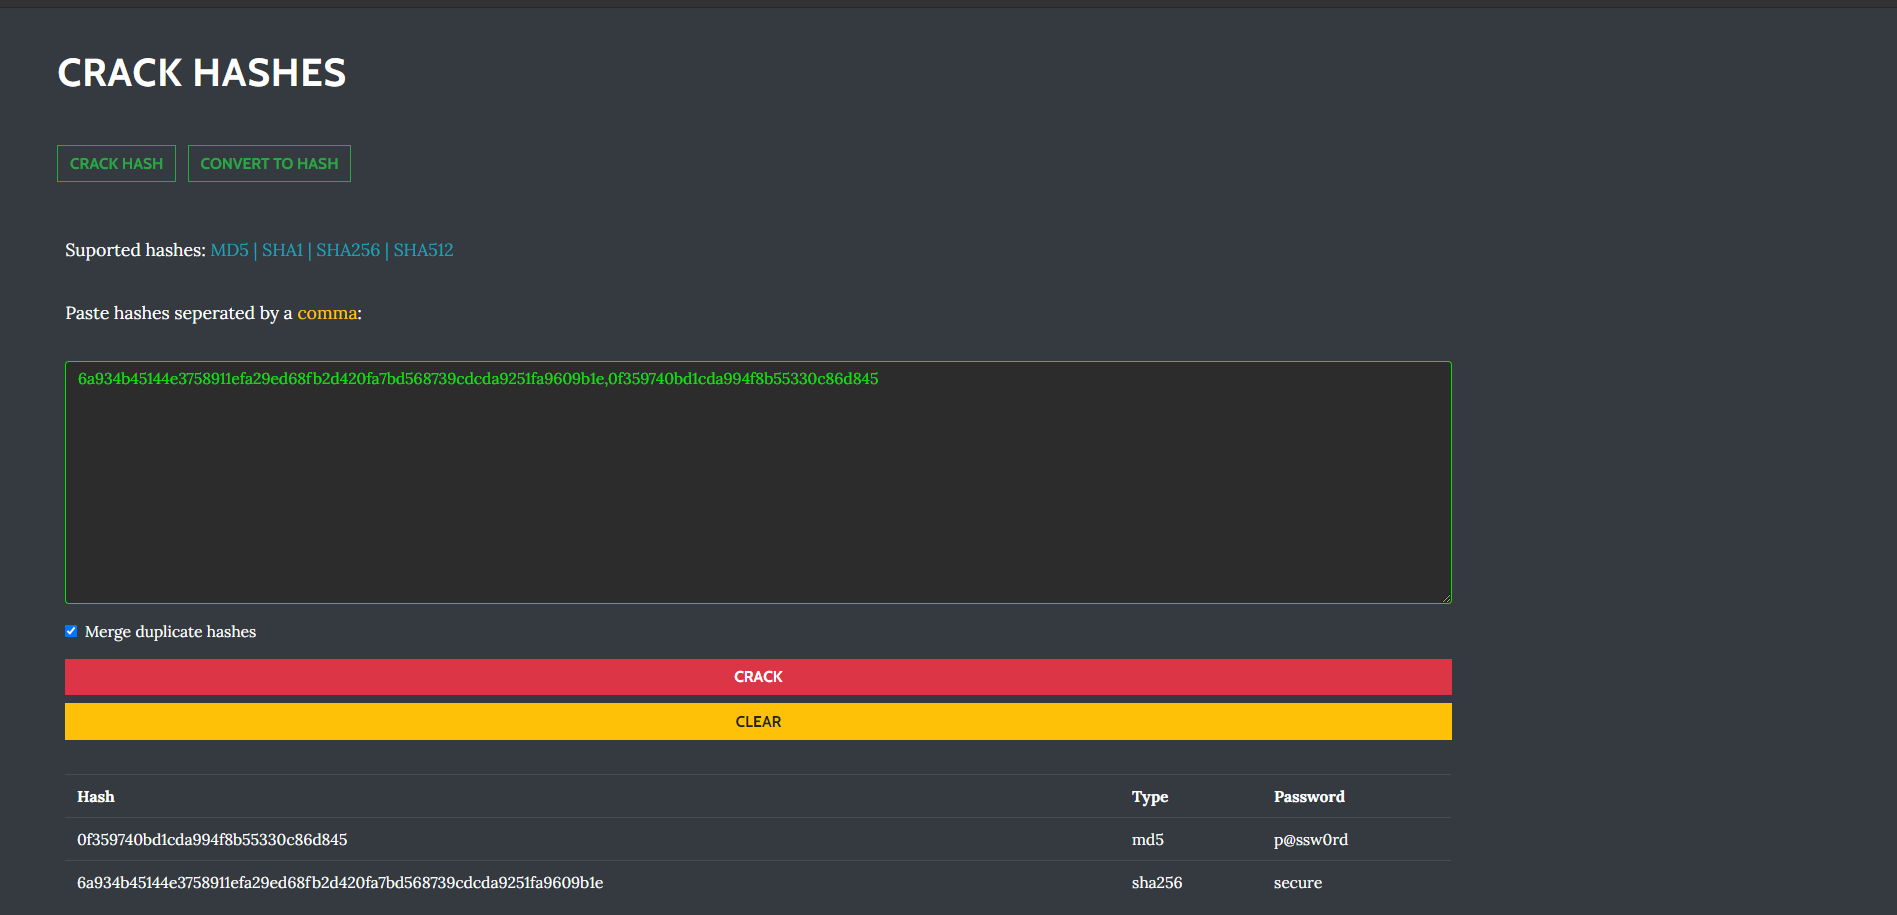 CRACK HASHES
CRACK HASH CONVERT TO HASH
Suported hashes: MD5 | SHA1 | SHA256 | SHA512
Paste hashes seperated by a comma:
6a934b45144e3758911efa29ed68fb2d420fa7bd568739cdcda9251fa9609b1e,0f359740bd1cda994f8b55330c86d845
Merge duplicate hashes
CRACK
CLEAR
Hash Type Password
0f359740bd1cda994f8b55330c86d845 md5 p@ssw0rd
6a934b45144e3758911efa29ed68fb2d420fa7bd568739cdcda9251fa9609b1e sha256 secure